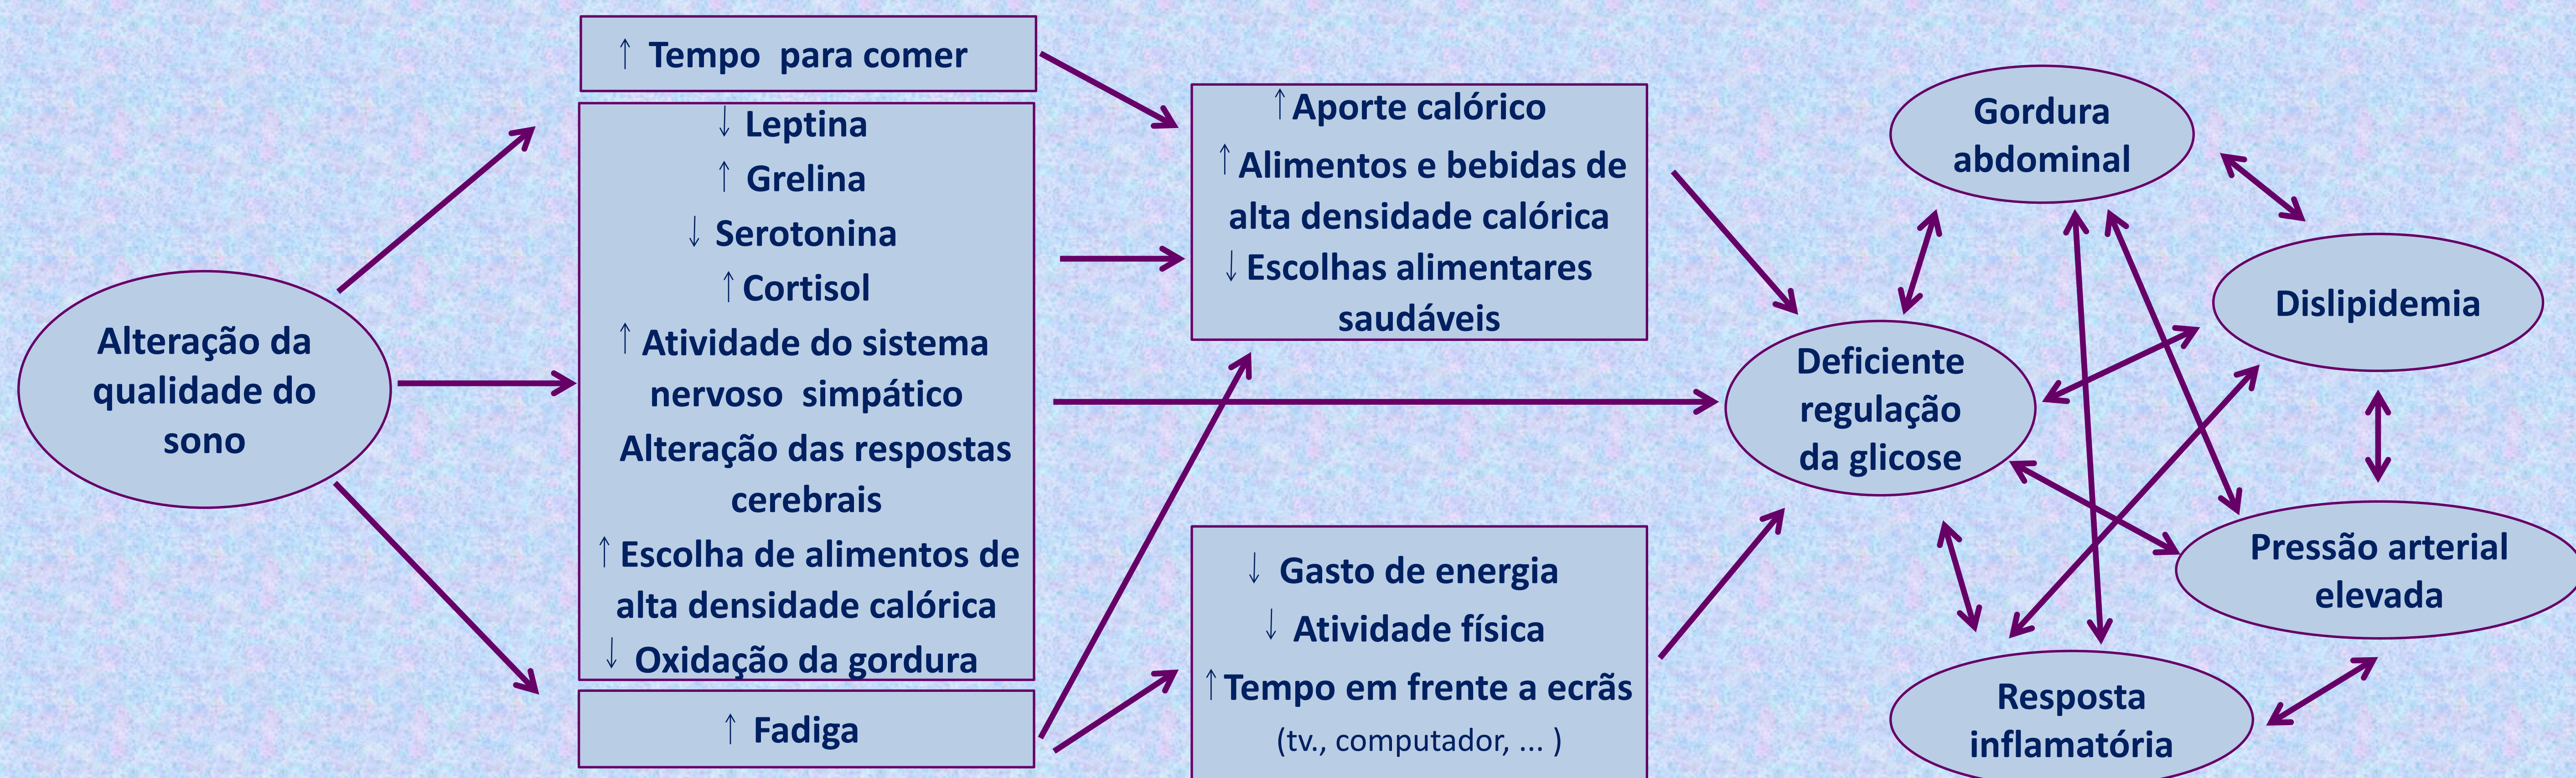 Alteração da
qualidade do
sono
↑ Tempo para comer
↓ Leptina
↑ Grelina
↓ Serotonina
↑ Cortisol
↑ Atividade do sistema
nervoso simpático
Alteração das respostas
cerebrais
↑ Escolha de alimentos de
alta densidade calórica
↓ Oxidação da gordura
↑ Fadiga
↑ Aporte calórico
↑ Alimentos e bebidas de
alta densidade calórica
↓ Escolhas alimentares
saudáveis
↓ Gasto de energia
↓ Atividade física
↑ Tempo em frente a ecrãs
(tv., computador, ... )
Deficiente
regulação
da glicose
Gordura
abdominal
Dislipidemia
Pressão arterial
elevada
Resposta
inflamatória